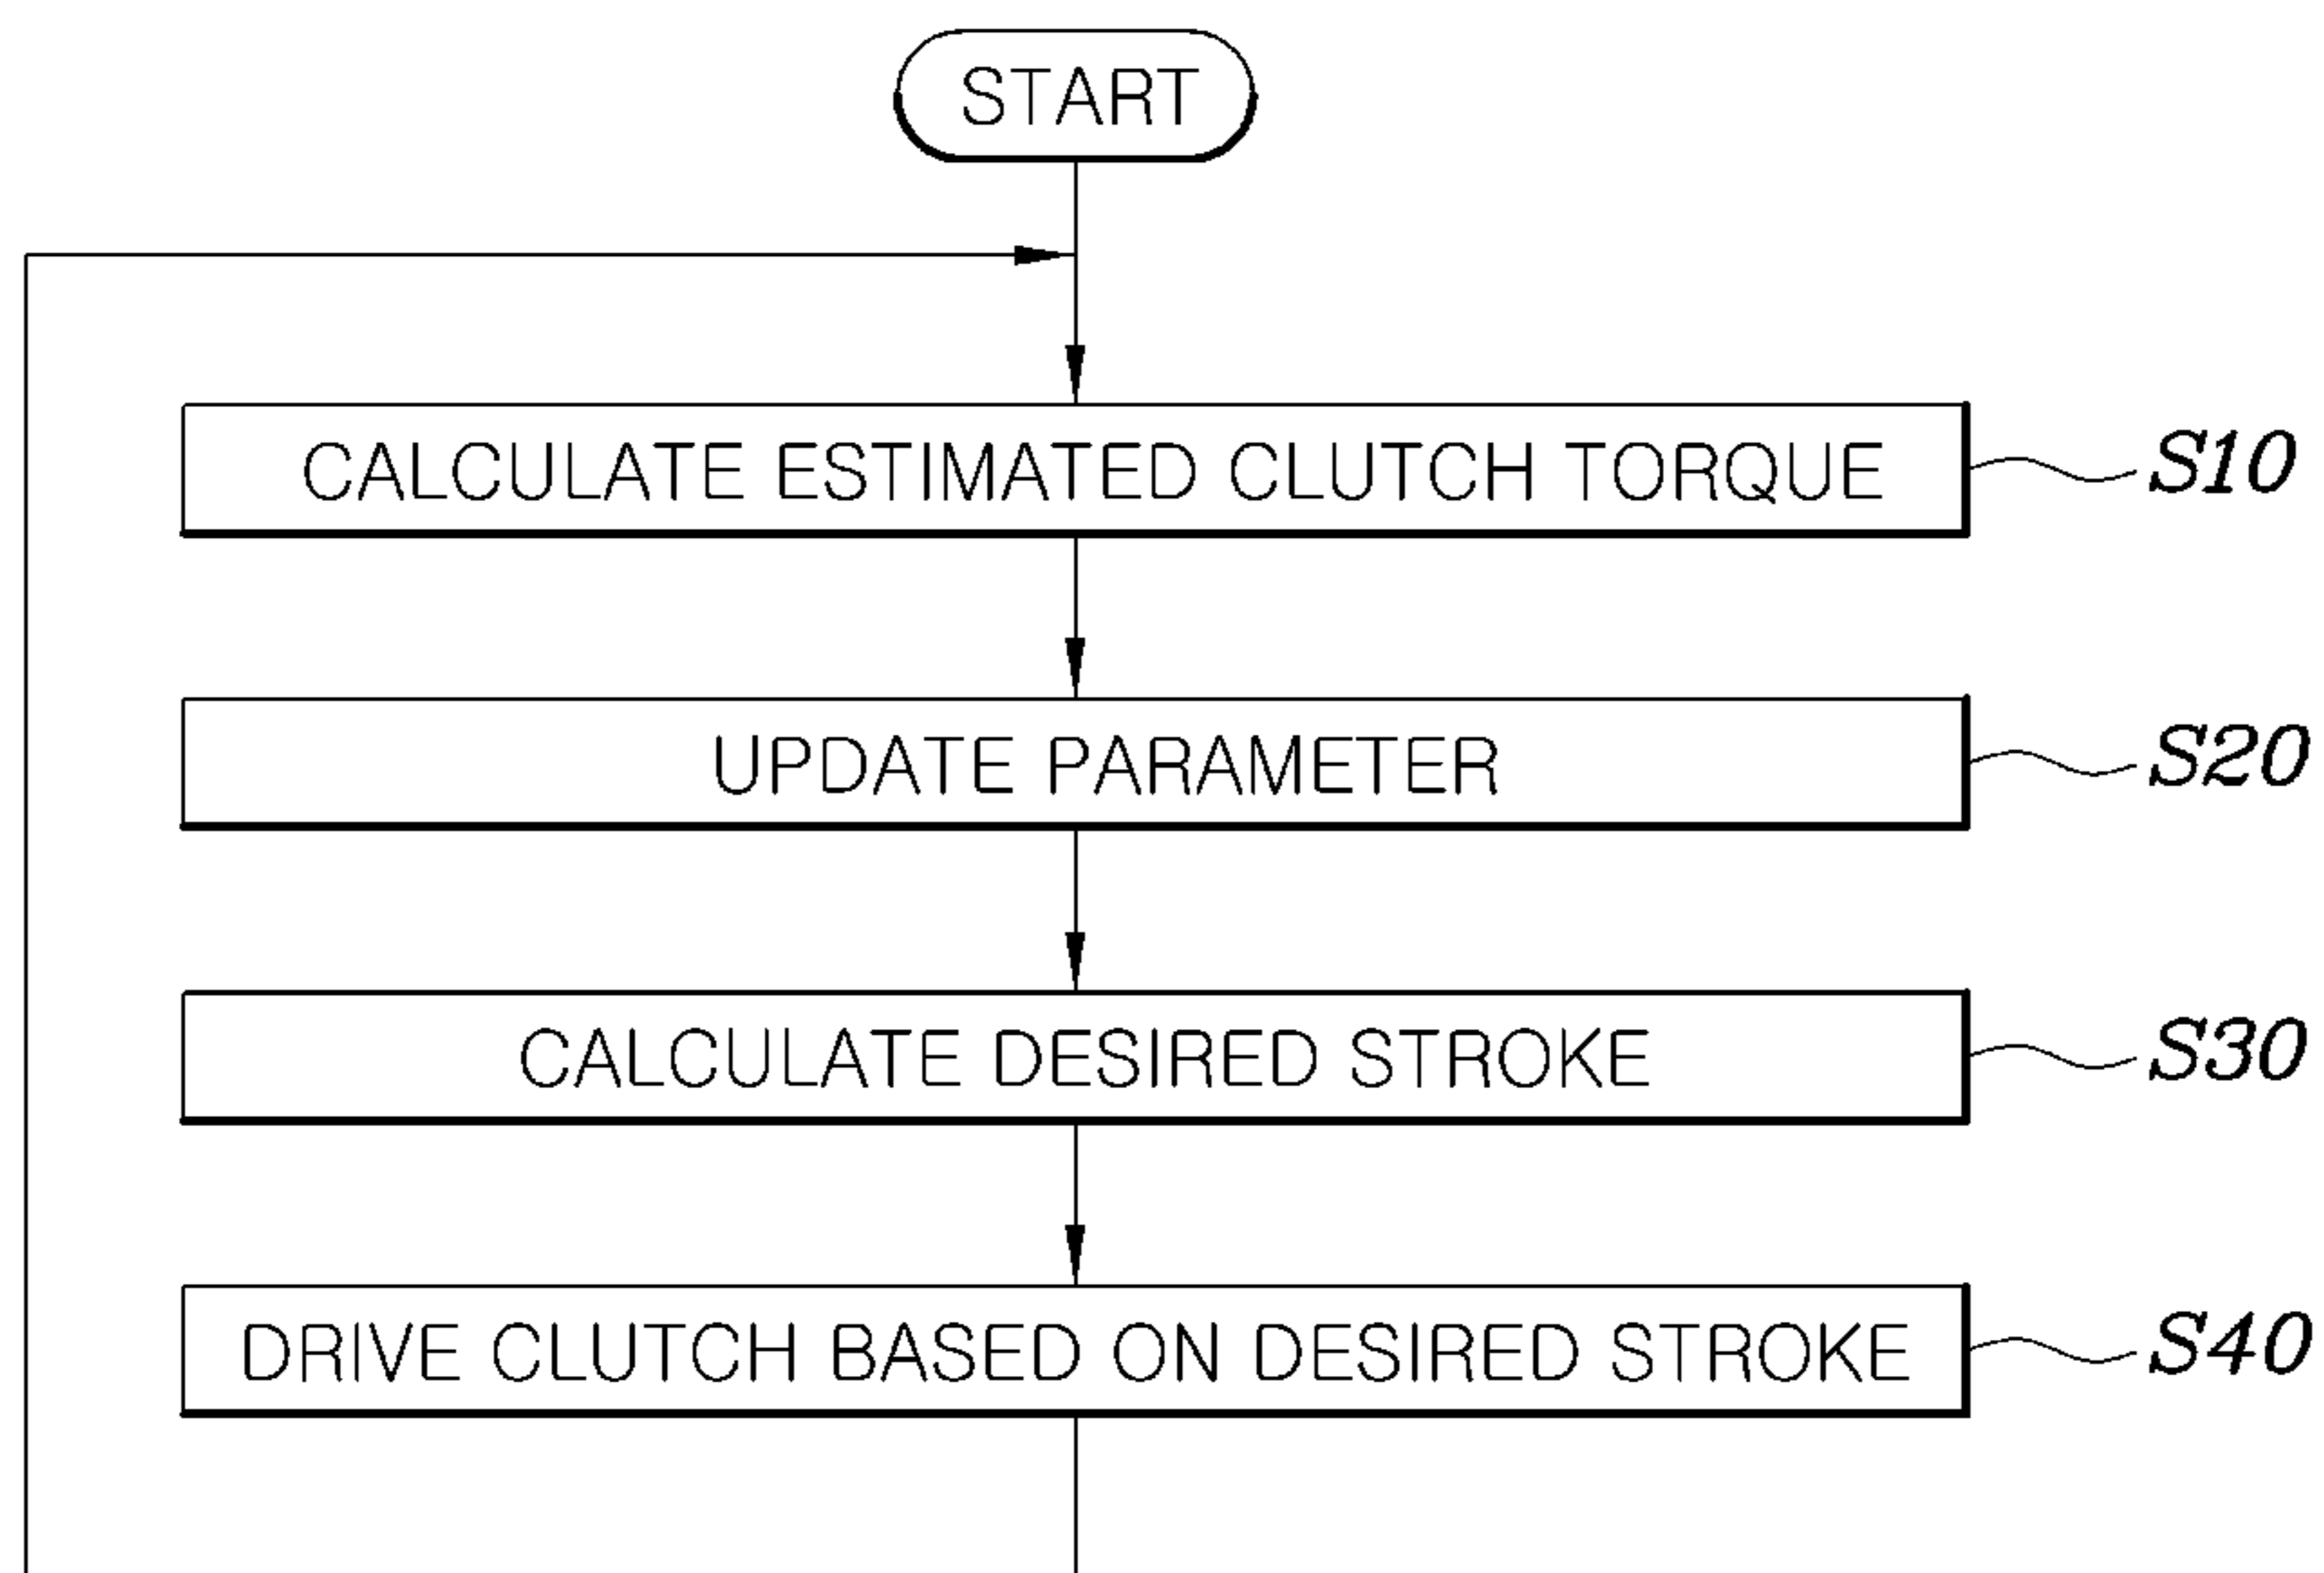 START
CALCULATE ESTIMATED CLUTCH TORQUE S10
UPDATE PARAMETER S20
CALCULATE DESIRED STROKE S30
DRIVE CLUTCH BASED ON DESIRED STROKE S40